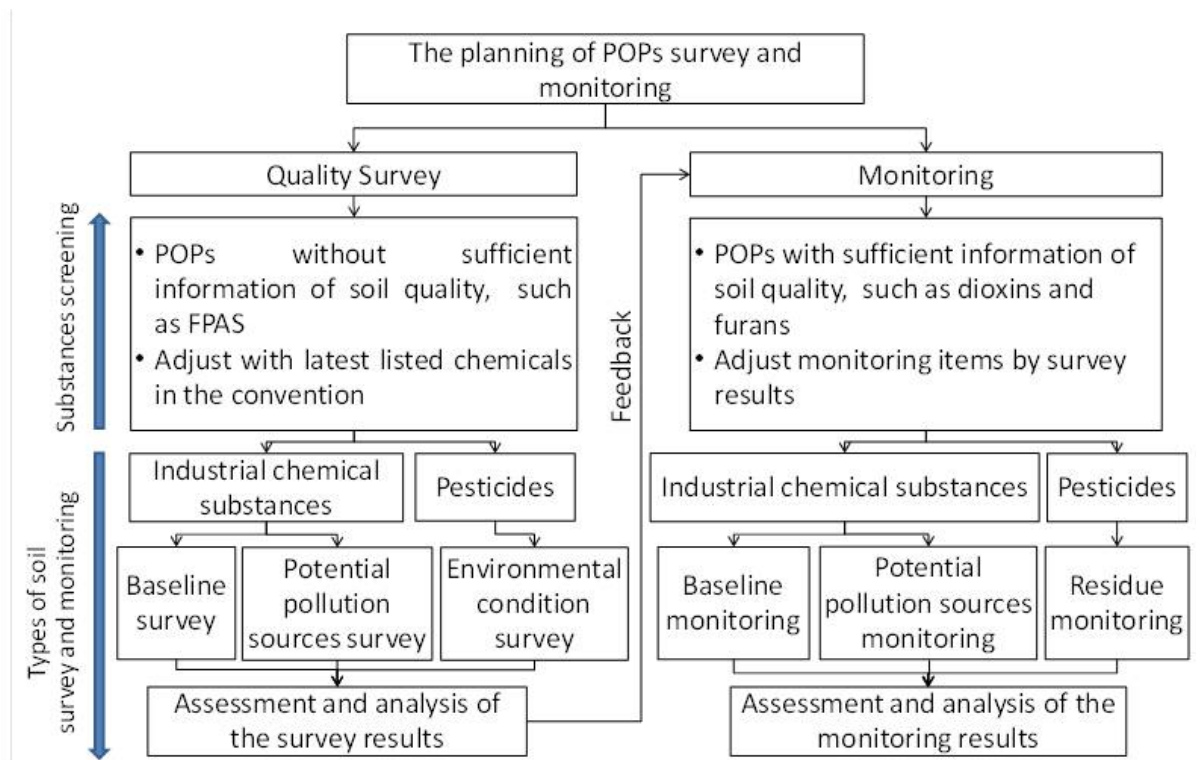 The planning of POPs survey and
monitoring
Quality Survey
Monitoring
Substances screening
• POPs without sufficient
information of soil quality, such
as FPAS
• Adjust with latest listed chemicals
in the convention
Feedback
• POPs with sufficient information of
soil quality, such as dioxins and
furans
• Adjust monitoring items by survey
results
Types of soil
survey and monitoring
Industrial chemical
substances
Pesticides
Industrial chemical substances
Pesticides
Baseline
survey
Potential
pollution
sources survey
Environmental
condition
survey
Baseline
monitoring
Potential
pollution sources
monitoring
Residue
monitoring
Assessment and analysis of
the survey results
Assessment and analysis of the
monitoring results